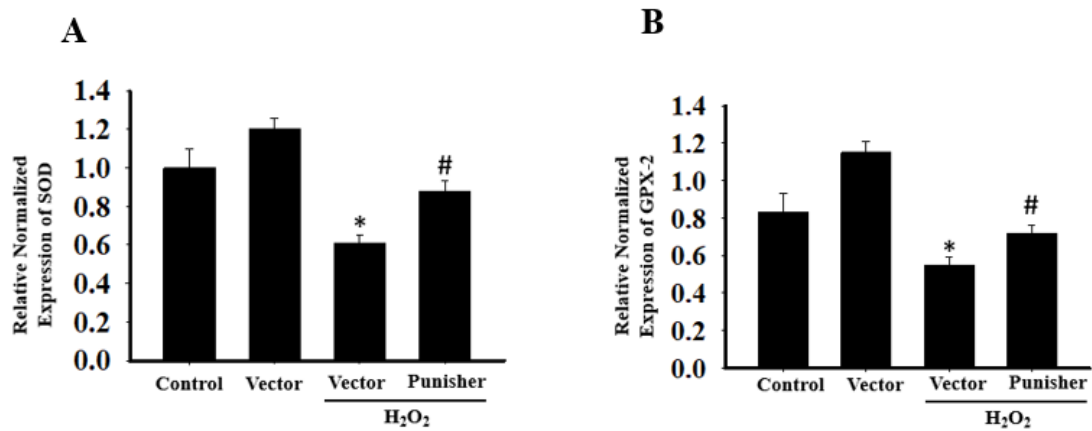 A
Relative Normalized
Expression of SOD
1.4
1.2
1.0
0.8
0.6
0.4
0.2
0.0
*
#
Control Vector Vector Punisher
H₂O₂
B
Relative Normalized
Expression of GPX-2
1.4
1.2
1.0
0.8
0.6
0.4
0.2
0.0
*
#
Control Vector Vector Punisher
H₂O₂